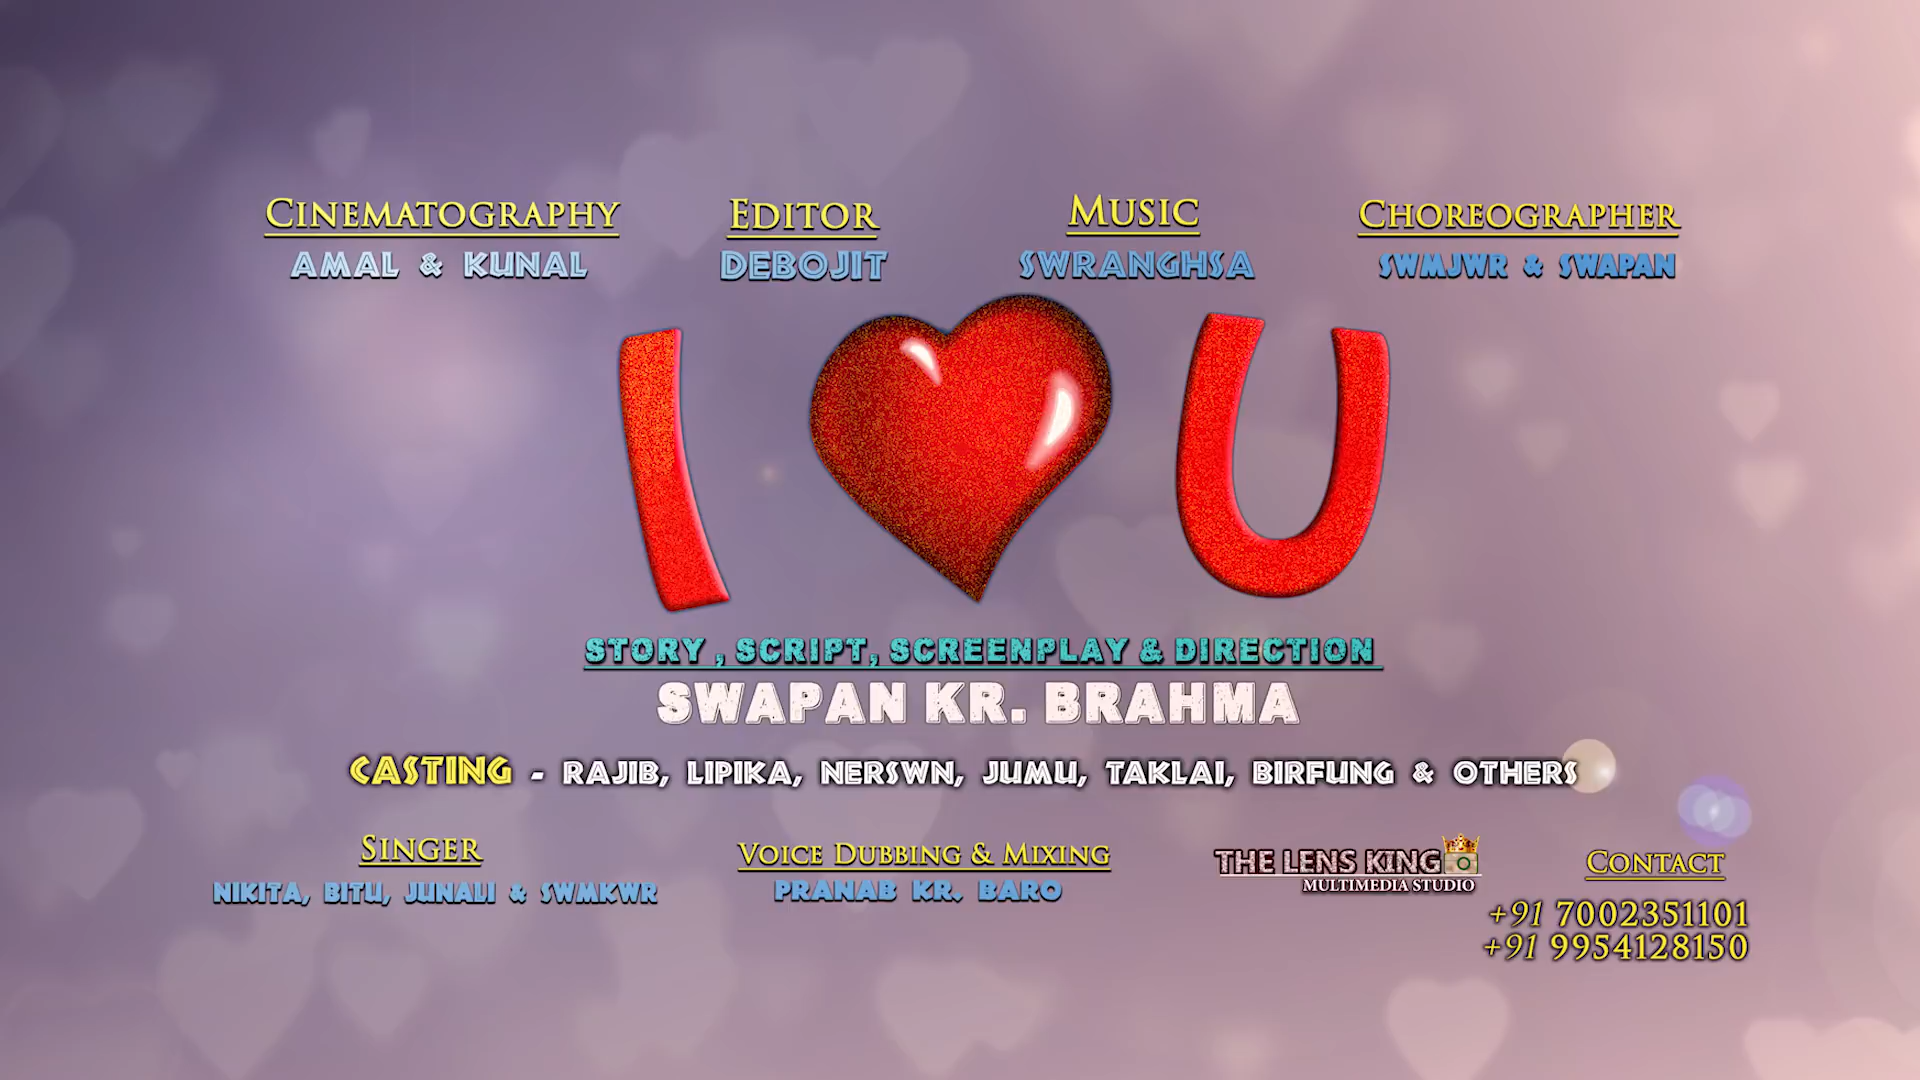 CINEMATOGRAPHY
AMAL & KUNAL
EDITOR
DEBOJIT
MUSIC
SWRANGHSA
CHOREOGRAPHER
SWMJWR & SWAPAN
I U
STORY , SCRIPT, SCREENPLAY & DIRECTION
SWAPAN KR. BRAHMA
CASTING - RAJIB, LIPIKA, NERSWN, JUMU, TAKLAI, BIRFUNG & OTHERS
SINGER
NIKITA, BITU, JUNALI & SWMKWR
VOICE DUBBING & MIXING
PRANAB KR. BARO
THE LENS KING
MULTIMEDIA STUDIO
CONTACT
+91 7002351101
+91 9954128150